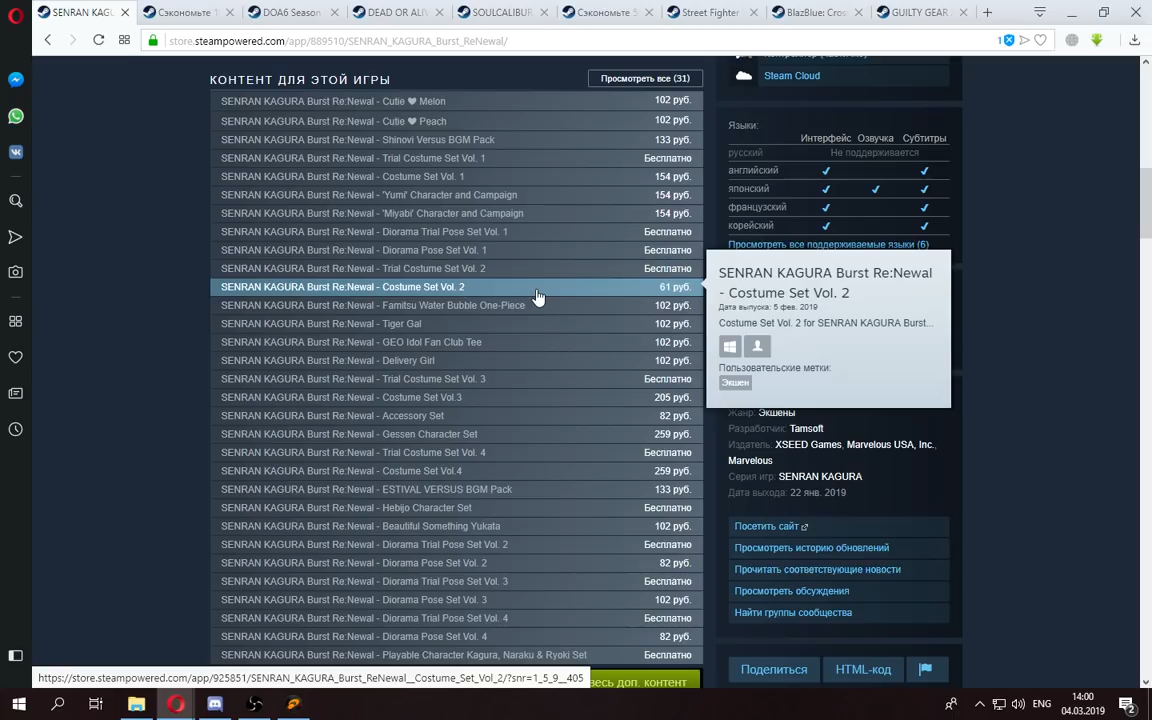 SENRAN KAG
Сэкономьте 1
DOA6 Season
DEAD OR ALIV
SOULCALIBUR
Сэкономьте 5
Street Fighter
BlazBlue: Cros
GUILTY GEAR
store.steampowered.com/app/889510/SENRAN_KAGURA_Burst_ReNewal/
1
КОНТЕНТ ДЛЯ ЭТОЙ ИГРЫ
Просмотреть все (31)
SENRAN KAGURA Burst Re:Newal - Cutie ♥ Melon 102 руб.
SENRAN KAGURA Burst Re:Newal - Cutie ♥ Peach 102 руб.
SENRAN KAGURA Burst Re:Newal - Shinovi Versus BGM Pack 133 руб.
SENRAN KAGURA Burst Re:Newal - Trial Costume Set Vol. 1 Бесплатно
SENRAN KAGURA Burst Re:Newal - Costume Set Vol. 1 154 руб.
SENRAN KAGURA Burst Re:Newal - 'Yumi' Character and Campaign 154 руб.
SENRAN KAGURA Burst Re:Newal - 'Miyabi' Character and Campaign 154 руб.
SENRAN KAGURA Burst Re:Newal - Diorama Trial Pose Set Vol. 1 Бесплатно
SENRAN KAGURA Burst Re:Newal - Diorama Pose Set Vol. 1 Бесплатно
SENRAN KAGURA Burst Re:Newal - Trial Costume Set Vol. 2 Бесплатно
SENRAN KAGURA Burst Re:Newal - Costume Set Vol. 2 61 руб.
SENRAN KAGURA Burst Re:Newal - Famitsu Water Bubble One-Piece 102 руб.
SENRAN KAGURA Burst Re:Newal - Tiger Gal 102 руб.
SENRAN KAGURA Burst Re:Newal - GEO Idol Fan Club Tee 102 руб.
SENRAN KAGURA Burst Re:Newal - Delivery Girl 102 руб.
SENRAN KAGURA Burst Re:Newal - Trial Costume Set Vol. 3 Бесплатно
SENRAN KAGURA Burst Re:Newal - Costume Set Vol.3 205 руб.
SENRAN KAGURA Burst Re:Newal - Accessory Set 82 руб.
SENRAN KAGURA Burst Re:Newal - Gessen Character Set 259 руб.
SENRAN KAGURA Burst Re:Newal - Trial Costume Set Vol. 4 Бесплатно
SENRAN KAGURA Burst Re:Newal - Costume Set Vol.4 259 руб.
SENRAN KAGURA Burst Re:Newal - ESTIVAL VERSUS BGM Pack 133 руб.
SENRAN KAGURA Burst Re:Newal - Hebijo Character Set Бесплатно
SENRAN KAGURA Burst Re:Newal - Beautiful Something Yukata 102 руб.
SENRAN KAGURA Burst Re:Newal - Diorama Trial Pose Set Vol. 2 Бесплатно
SENRAN KAGURA Burst Re:Newal - Diorama Pose Set Vol. 2 82 руб.
SENRAN KAGURA Burst Re:Newal - Diorama Trial Pose Set Vol. 3 Бесплатно
SENRAN KAGURA Burst Re:Newal - Diorama Pose Set Vol. 3 102 руб.
SENRAN KAGURA Burst Re:Newal - Diorama Trial Pose Set Vol. 4 Бесплатно
SENRAN KAGURA Burst Re:Newal - Diorama Pose Set Vol. 4 82 руб.
SENRAN KAGURA Burst Re:Newal - Playable Character Kagura, Naraku & Ryoki Set Бесплатно
весь доп. контент
https://store.steampowered.com/app/925851/SENRAN_KAGURA_Burst_ReNewal__Costume_Set_Vol_2/?snr=1_5_9__405
Steam Cloud
Языки:
Интерфейс Озвучка Субтитры
русский Не поддерживается
английский ✔ ✔
японский ✔ ✔ ✔
французский ✔ ✔
корейский ✔ ✔
Просмотреть все поддерживаемые языки (6)
SENRAN KAGURA Burst Re:Newal
- Costume Set Vol. 2
Дата выпуска: 5 фев. 2019
Costume Set Vol. 2 for SENRAN KAGURA Burst...
Пользовательские метки:
Экшен
Жанр: Экшены
Разработчик: Tamsoft
Издатель: XSEED Games, Marvelous USA, Inc.,
Marvelous
Серия игр: SENRAN KAGURA
Дата выхода: 22 янв. 2019
Посетить сайт
Просмотреть историю обновлений
Прочитать соответствующие новости
Просмотреть обсуждения
Найти группы сообщества
Поделиться
HTML-код
ENG
14:00
04.03.2019
2